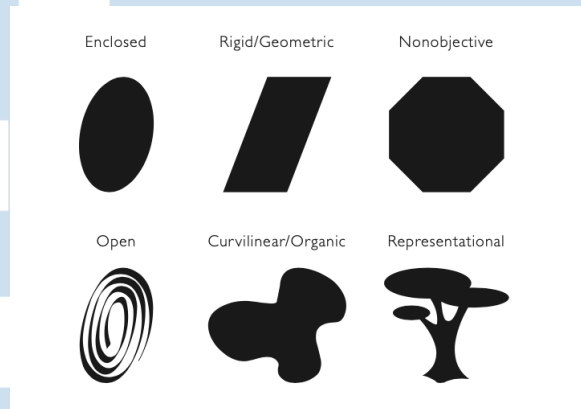 Enclosed
Rigid/Geometric
Nonobjective
Open
Curvilinear/Organic
Representational